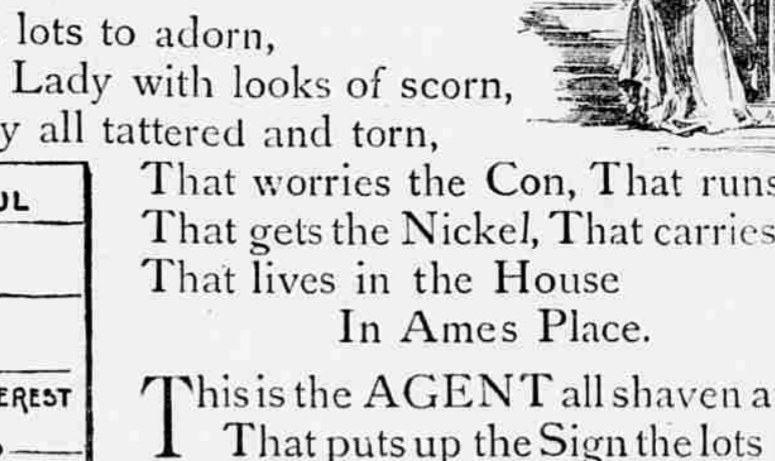 lots to adorn,
Lady with looks of scorn,
all tattered and torn,
That worries the Con, That runs
That gets the Nickel, That carries
That lives in the House
In Ames Place.
This is the AGENT all shaven
That puts up the Sign the lots